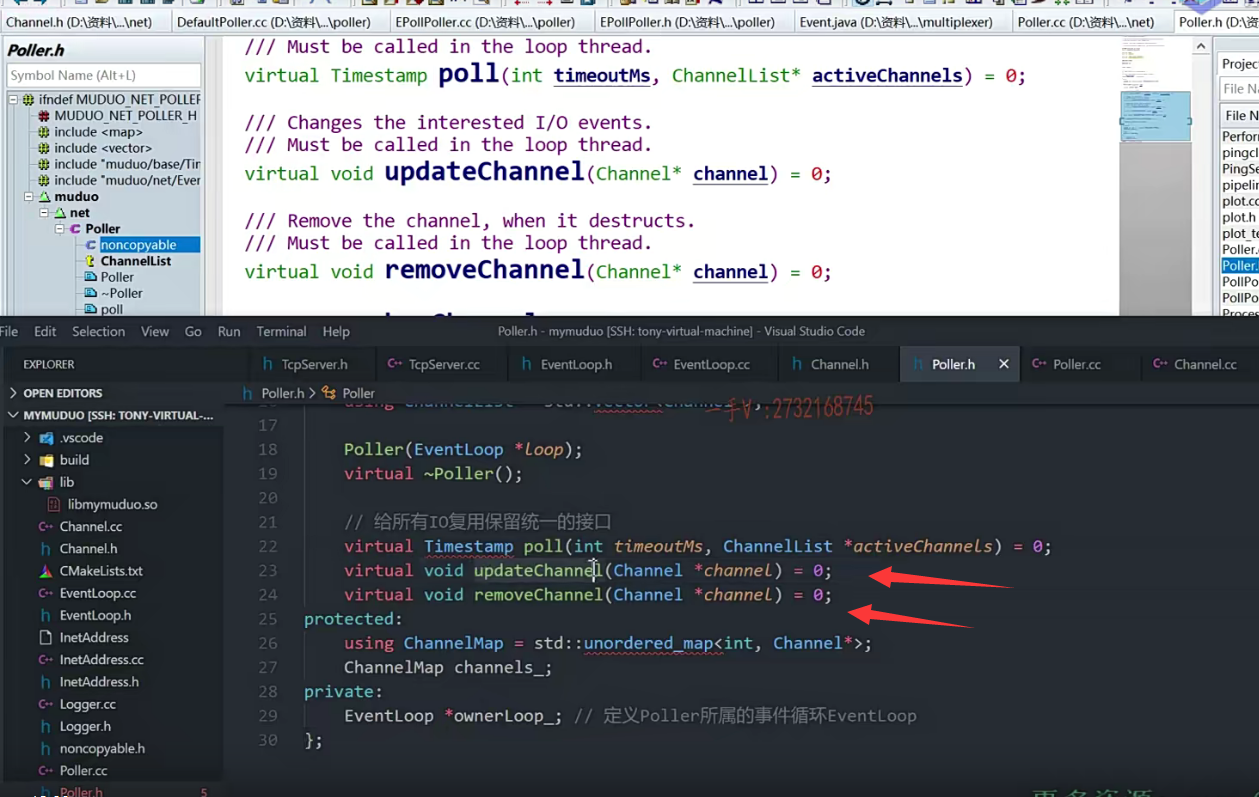 Channel.h (D:\资料\...\net)
DefaultPoller.cc (D:\资料\...\poller)
EPollPoller.cc (D:\资料\...\poller)
EPollPoller.h (D:\资料\...\poller)
Event.java (D:\资料\...\multiplexer)
Poller.cc (D:\资料\...\net)
Poller.h (D:\资
Poller.h
Symbol Name (Alt+L)
ifndef MUDUO_NET_POLLER
MUDUO_NET_POLLER_H
include <map>
include <vector>
include "muduo/base/Tin
include "muduo/net/Ever
muduo
net
Poller
noncopyable
ChannelList
Poller
~Poller
poll
/// Must be called in the loop thread.
virtual Timestamp poll(int timeoutMs, ChannelList* activeChannels) = 0;
/// Changes the interested I/O events.
/// Must be called in the loop thread.
virtual void updateChannel(Channel* channel) = 0;
/// Remove the channel, when it destructs.
/// Must be called in the loop thread.
virtual void removeChannel(Channel* channel) = 0;
Projec
File Na
File N
Perforr
pingcl
PingSe
pipelin
plot.cc
plot.h
plot_te
Poller.
Poller.
PollPo
PollPo
Proces
File Edit Selection View Go Run Terminal Help
Poller.h - mymuduo [SSH: tony-virtual-machine] - Visual Studio Code
EXPLORER
TcpServer.h
TcpServer.cc
EventLoop.h
EventLoop.cc
Channel.h
Poller.h
Poller.cc
Channel.cc
OPEN EDITORS
MYMUDUO [SSH: TONY-VIRTUAL-...
.vscode
build
lib
libmymuduo.so
Channel.cc
Channel.h
CMakeLists.txt
EventLoop.cc
EventLoop.h
InetAddress
InetAddress.cc
InetAddress.h
Logger.cc
Logger.h
noncopyable.h
Poller.cc
Poller.h 5
Poller.h > Poller
一手V:2732168745
17
18 Poller(EventLoop *loop);
19 virtual ~Poller();
20
21 // 给所有IO复用保留统一的接口
22 virtual Timestamp poll(int timeoutMs, ChannelList *activeChannels) = 0;
23 virtual void updateChannel(Channel *channel) = 0;
24 virtual void removeChannel(Channel *channel) = 0;
25 protected:
26 using ChannelMap = std::unordered_map<int, Channel*>;
27 ChannelMap channels_;
28 private:
29 EventLoop *ownerLoop_; // 定义Poller所属的事件循环EventLoop
30 };